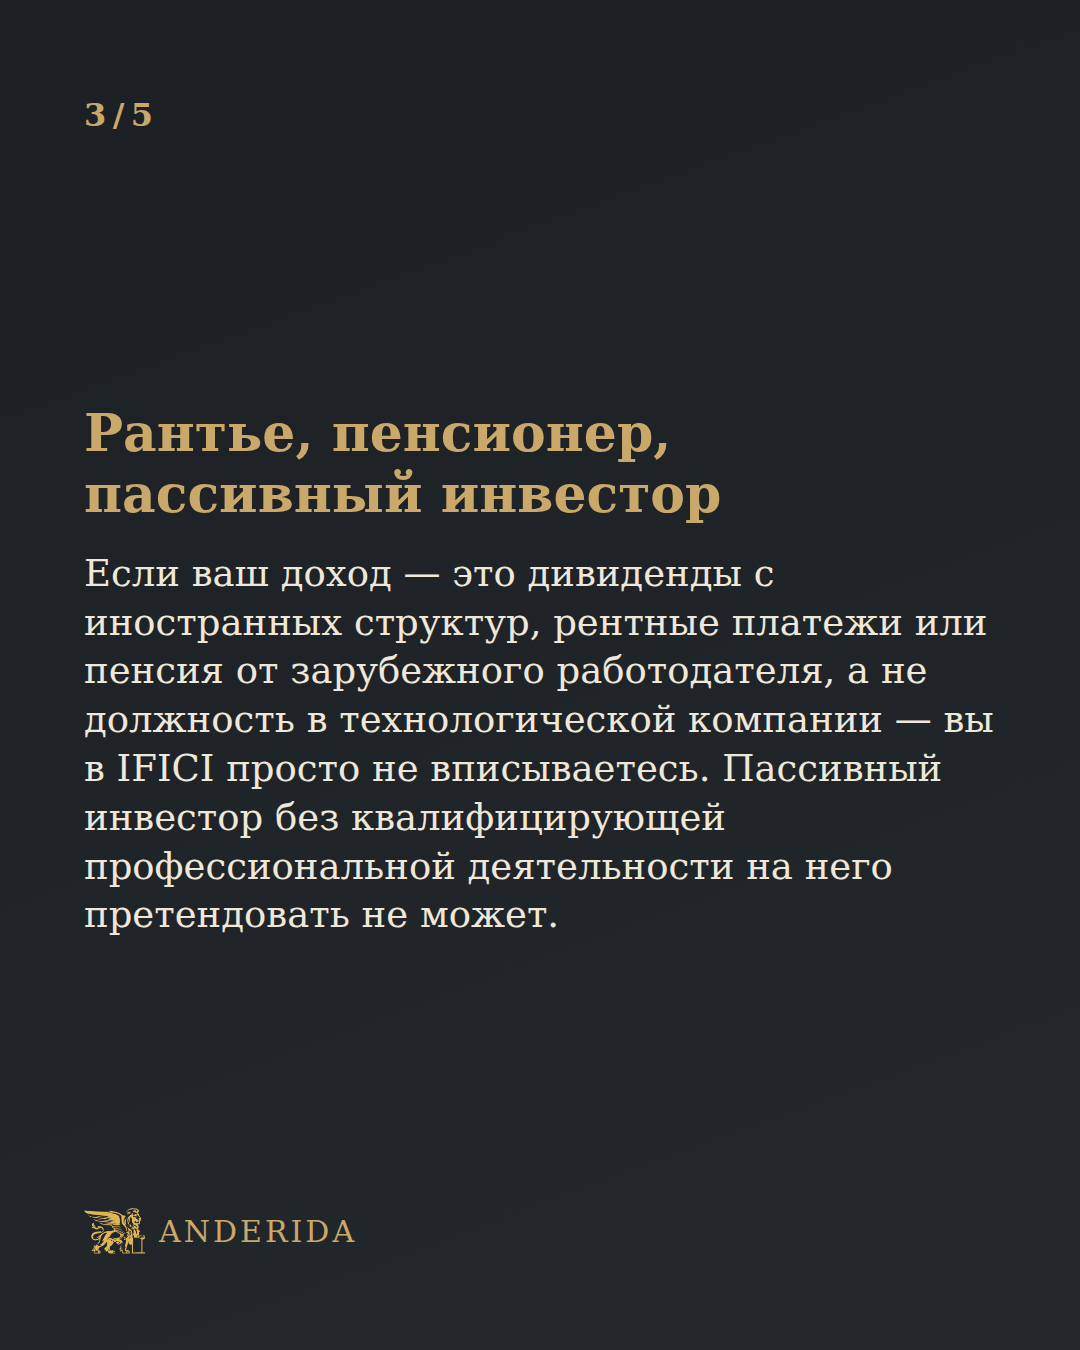 3/5
Рантье, пенсионер,
пассивный инвестор
Если ваш доход — это дивиденды с
иностранных структур, рентные платежи или
пенсия от зарубежного работодателя, а не
должность в технологической компании — вы
в IFICI просто не вписываетесь. Пассивный
инвестор без квалифицирующей
профессиональной деятельности на него
претендовать не может.
ANDERIDA